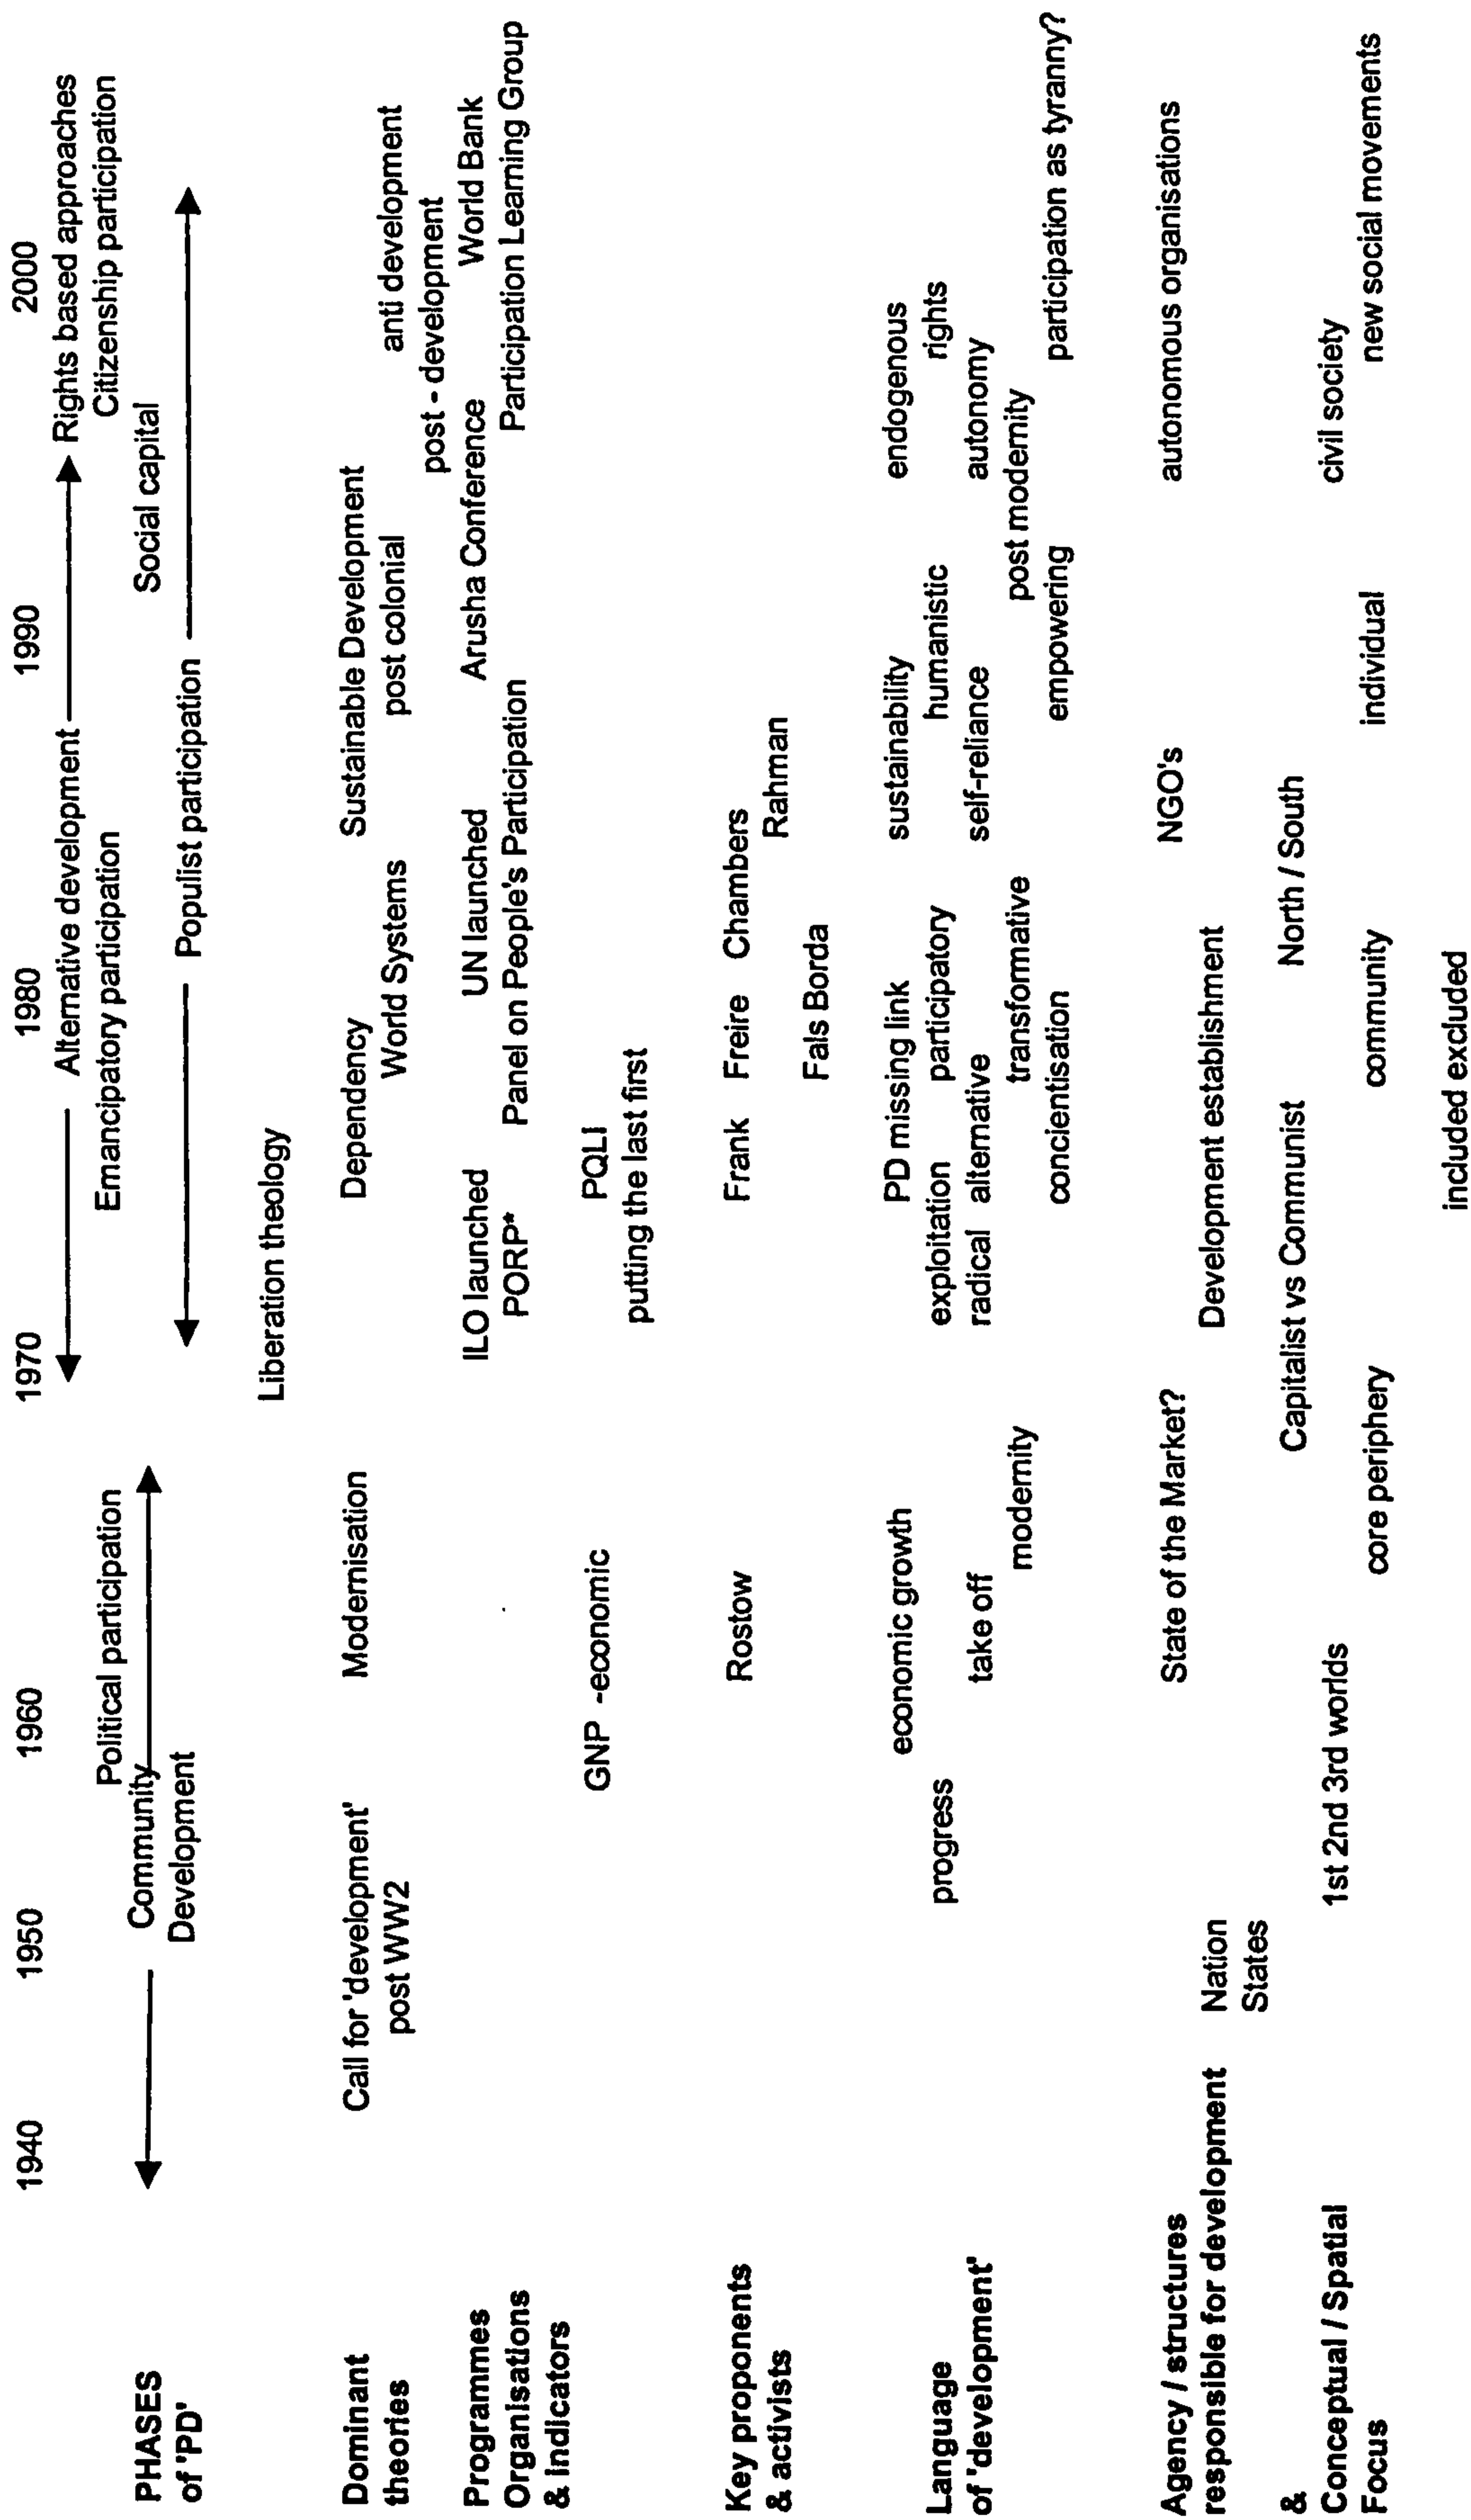 1940 1950 1960 1970 1980 1990 2000
Alternative development Rights based approaches
PHASES Political participation Emancipatory participation Citizenship participation
of 'PD' Community Social capital
Development Populist participation
Liberation theology
Dominant Call for 'development' Modernisation Dependency Sustainable Development
theories post WW2 World Systems post colonial anti development
post - development
Programmes ILO launched UN launched Arusha Conference World Bank
Organisations PORP* Panel on People's Participation Participation Learning Group
& indicators
GNP -economic PQLI
putting the last first
Key proponents Rostow Frank Freire Chambers
& activists Rahman
Fals Borda
economic growth PD missing link sustainability endogenous
Language progress exploitation participatory humanistic rights
of 'development' take off radical alternative self-reliance autonomy
modernity transformative post modernity
concientisation empowering participation as tyranny?
Agency / structures State of the Market? NGO's autonomous organisations
responsible for development Nation Development establishment
States
& Capitalist vs Communist North / South
Conceptual / Spatial 1st 2nd 3rd worlds civil society
Focus core periphery community individual new social movements
included excluded